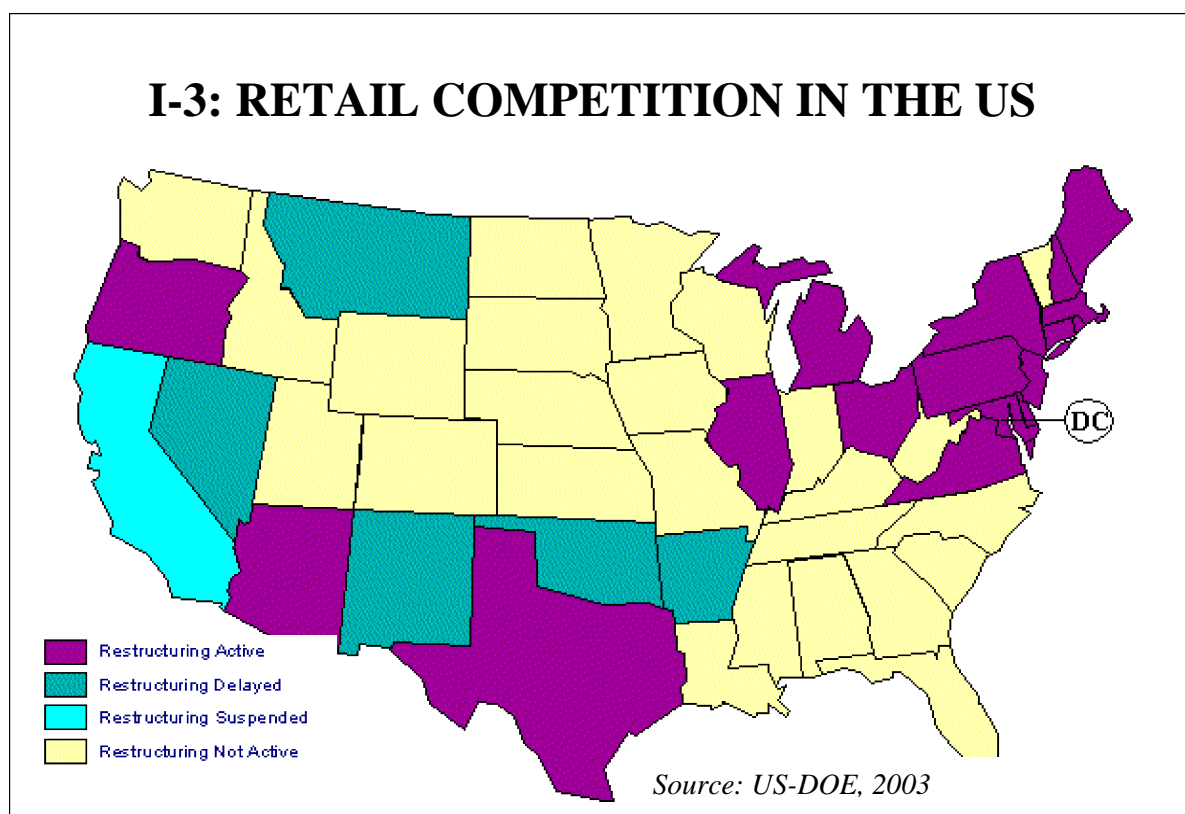 I-3: RETAIL COMPETITION IN THE US
DC
Restructuring Active
Restructuring Delayed
Restructuring Suspended
Restructuring Not Active
Source: US-DOE, 2003